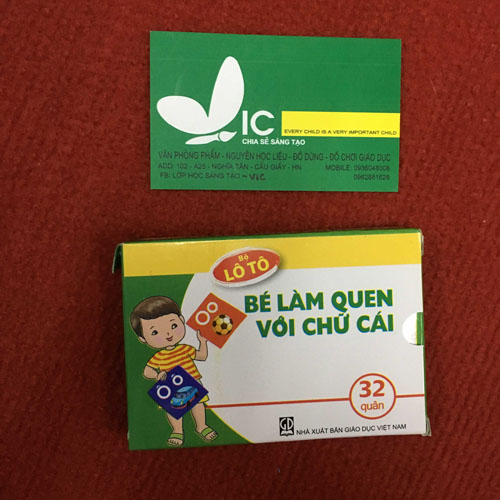 VIC
EVERY CHILD IS A VERY IMPORTANT CHILD
CHIA SẺ SÁNG TẠO
VĂN PHÒNG PHẨM - NGUYÊN HỌC LIỆU - ĐỒ DÙNG - ĐỒ CHƠI GIÁO DỤC
ADD: 102 - A25 - NGHĨA TÂN - CẦU GIẤY - HN MOBILE: 0936048008
FB: LỚP HỌC SÁNG TẠO ~ VIC
Bộ
LÔ TÔ
BÉ LÀM QUEN
VỚI CHỮ CÁI
32
quân
NHÀ XUẤT BẢN GIÁO DỤC VIỆT NAM